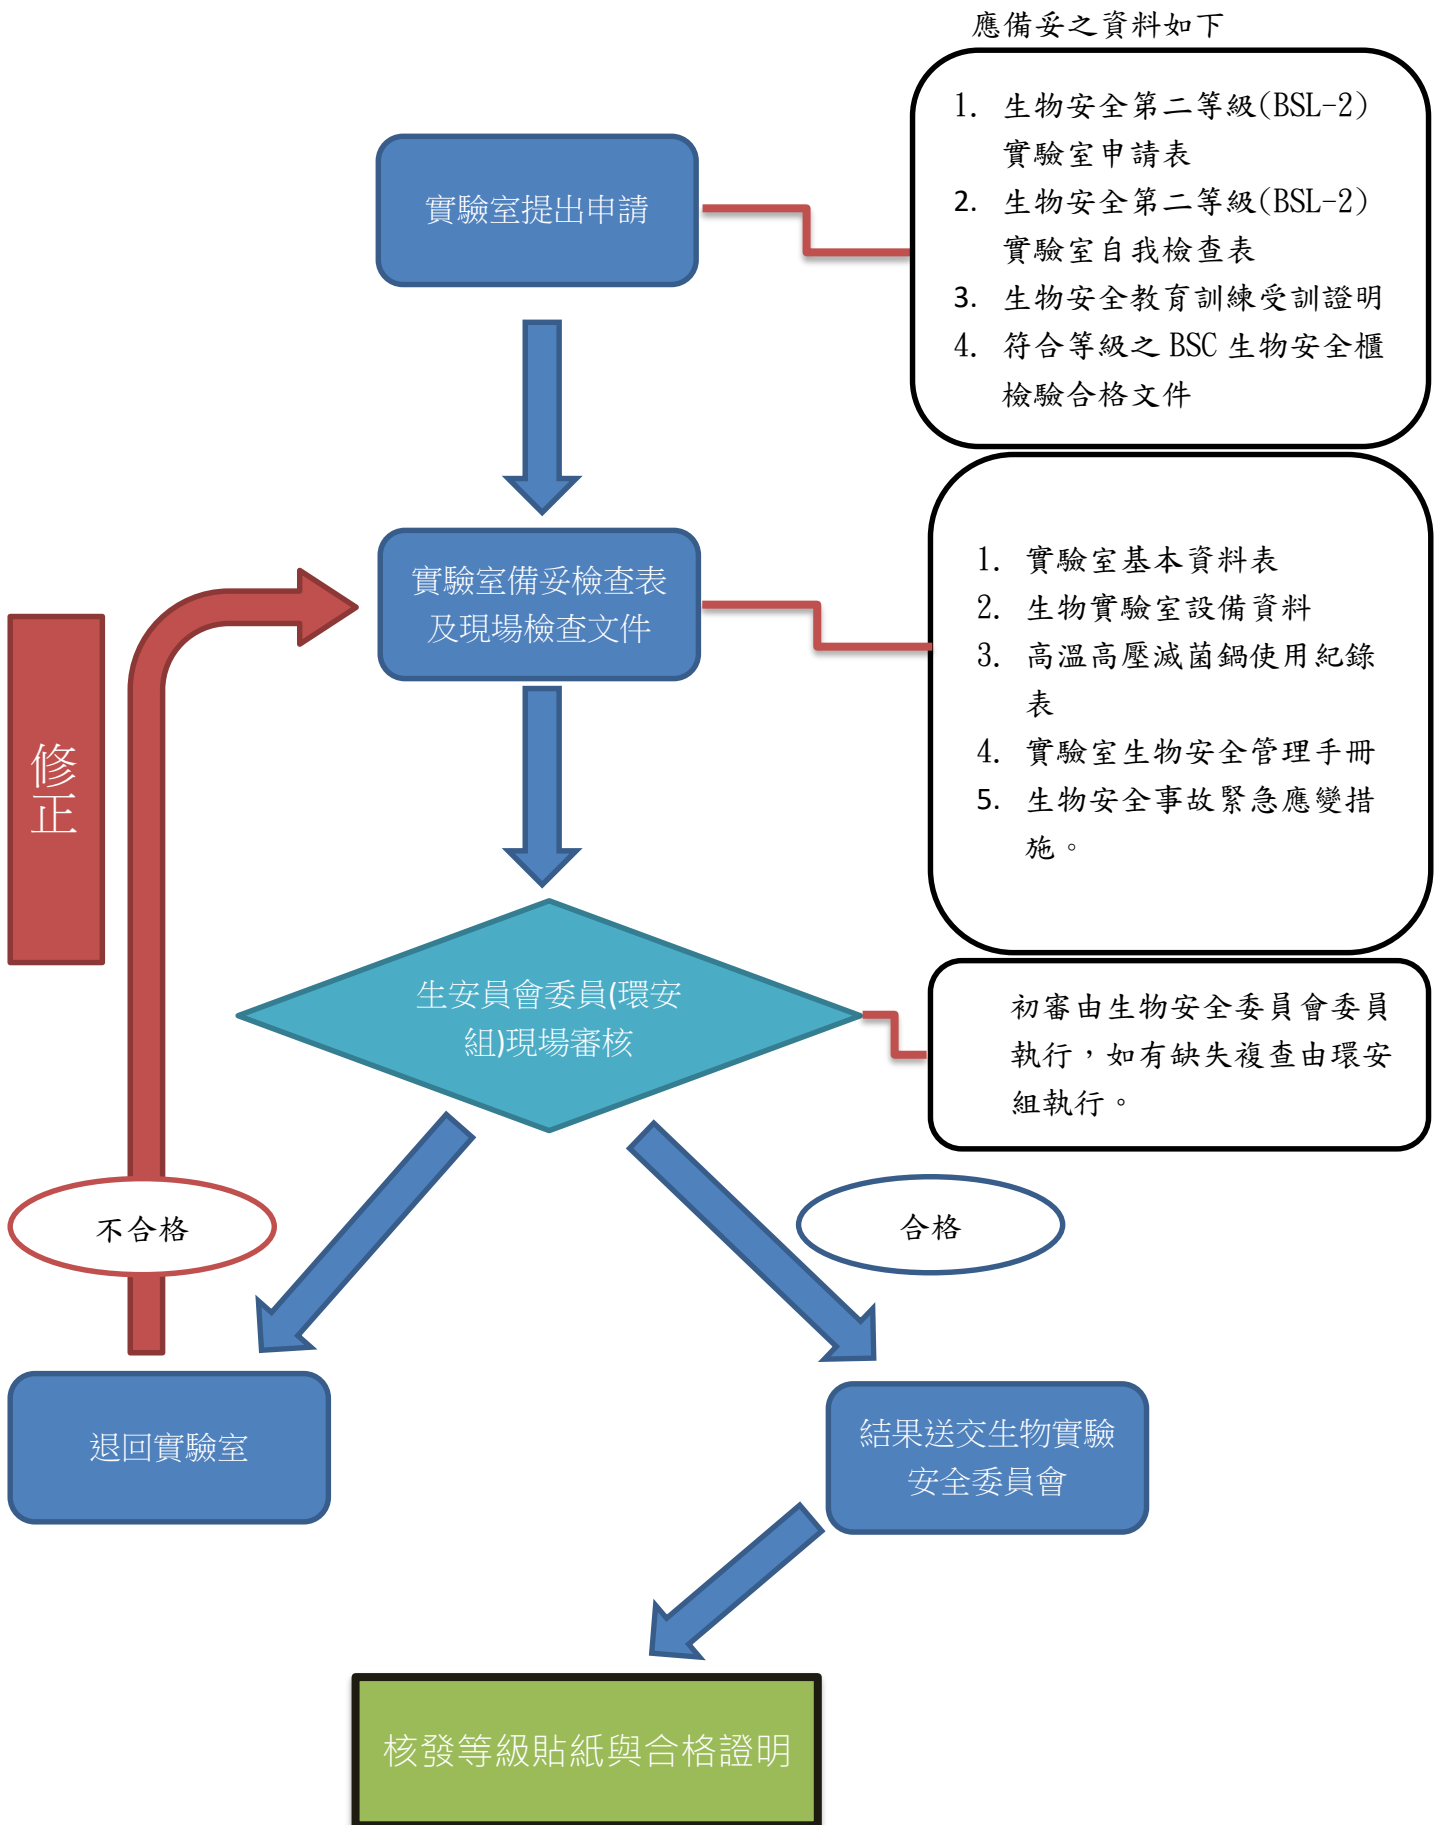 應備妥之資料如下
實驗室提出申請
1. 生物安全第二等級(BSL-2)
實驗室申請表
2. 生物安全第二等級(BSL-2)
實驗室自我檢查表
3. 生物安全教育訓練受訓證明
4. 符合等級之 BSC 生物安全櫃
檢驗合格文件
實驗室備妥檢查表
及現場檢查文件
1. 實驗室基本資料表
2. 生物實驗室設備資料
3. 高溫高壓滅菌鍋使用紀錄
表
4. 實驗室生物安全管理手冊
5. 生物安全事故緊急應變措
施。
修
正
生安員會委員(環安
組)現場審核
初審由生物安全委員會委員
執行，如有缺失複查由環安
組執行。
不合格
合格
退回實驗室
結果送交生物實驗
安全委員會
核發等級貼紙與合格證明